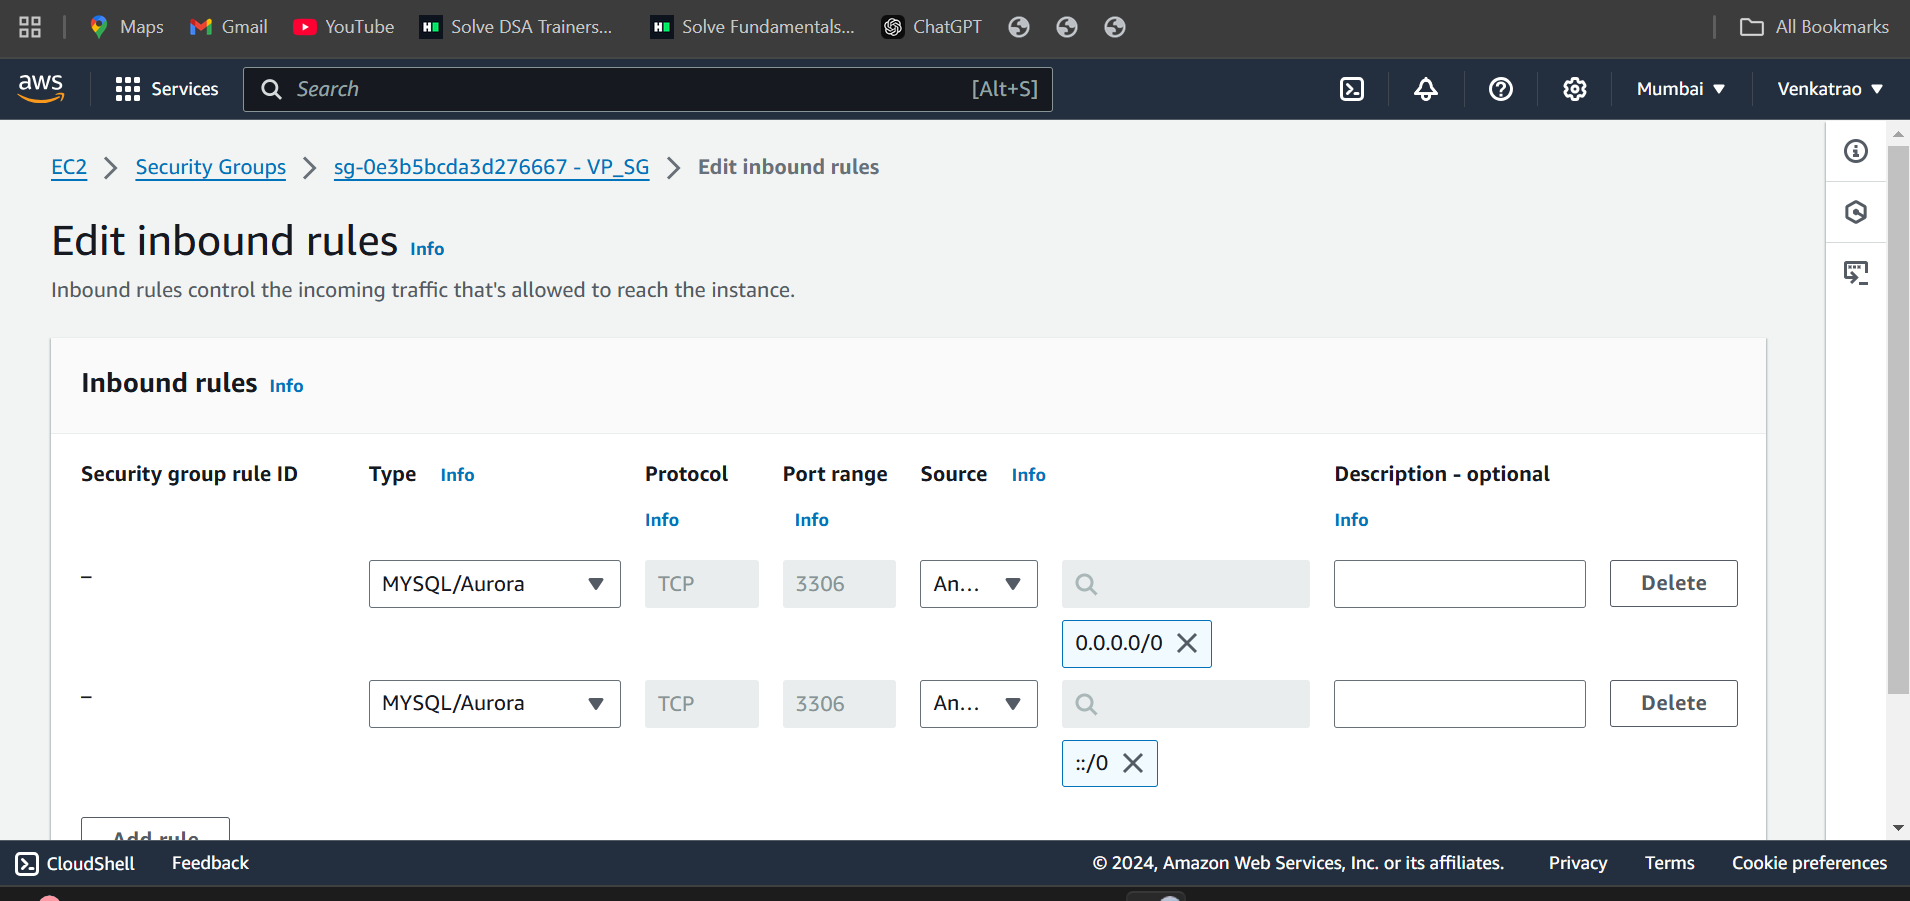 Maps Gmail YouTube Solve DSA Trainers... Solve Fundamentals... ChatGPT All Bookmarks
aws Services Search [Alt+S] Mumbai Venkatrao
EC2 Security Groups sg-0e3b5bcda3d276667 - VP_SG Edit inbound rules
Edit inbound rules Info
Inbound rules control the incoming traffic that's allowed to reach the instance.
Inbound rules Info
Security group rule ID Type Info Protocol Port range Source Info Description - optional
Info Info Info
– MYSQL/Aurora TCP 3306 An... Delete
0.0.0.0/0
– MYSQL/Aurora TCP 3306 An... Delete
::/0
Add rule
CloudShell Feedback © 2024, Amazon Web Services, Inc. or its affiliates. Privacy Terms Cookie preferences